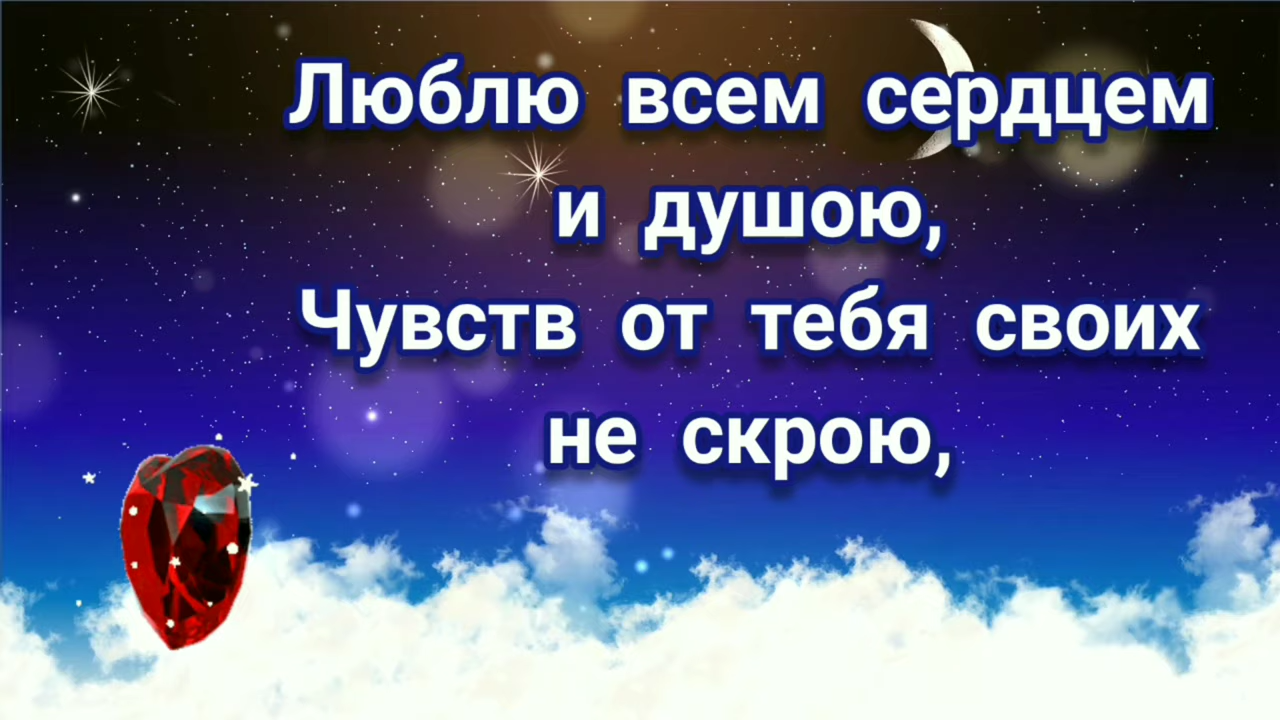 Люблю всем сердцем
и душою,
Чувств от тебя своих
не скрою,